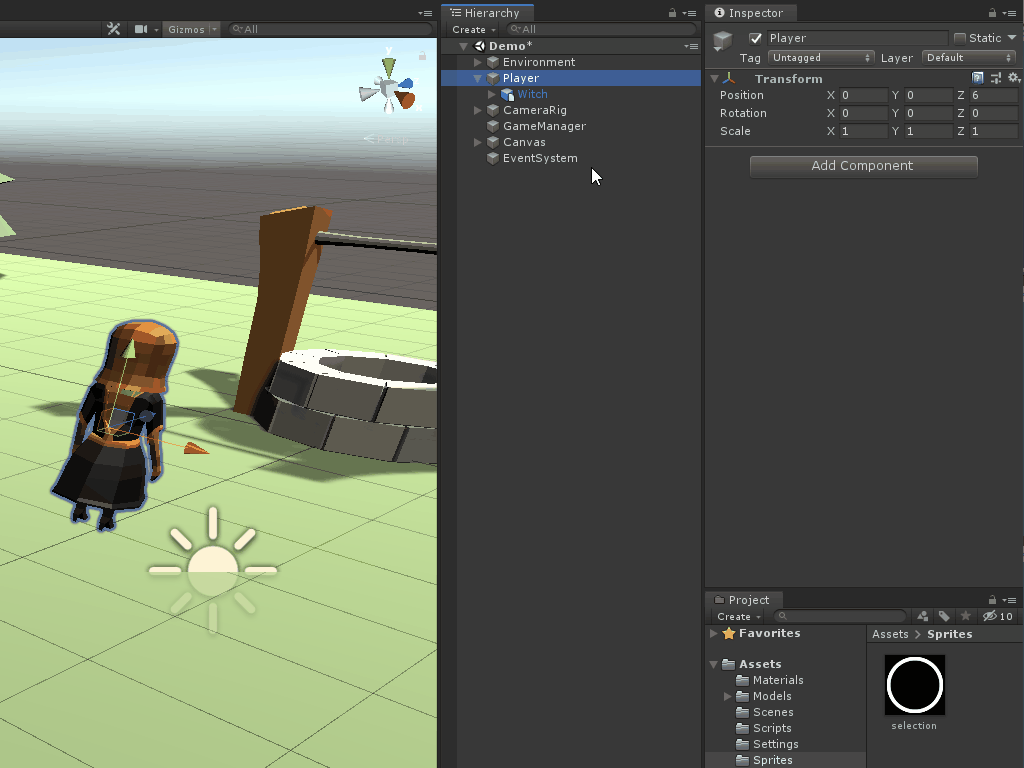 Gizmos
All
y
Persp
Hierarchy
Create
All
Demo*
Environment
Player
Witch
CameraRig
GameManager
Canvas
EventSystem
Inspector
Player
Static
Tag Untagged Layer Default
Transform
Position X 0 Y 0 Z 6
Rotation X 0 Y 0 Z 0
Scale X 1 Y 1 Z 1
Add Component
Project
Create
10
Favorites
Assets
Materials
Models
Scenes
Scripts
Settings
Sprites
Assets > Sprites
selection